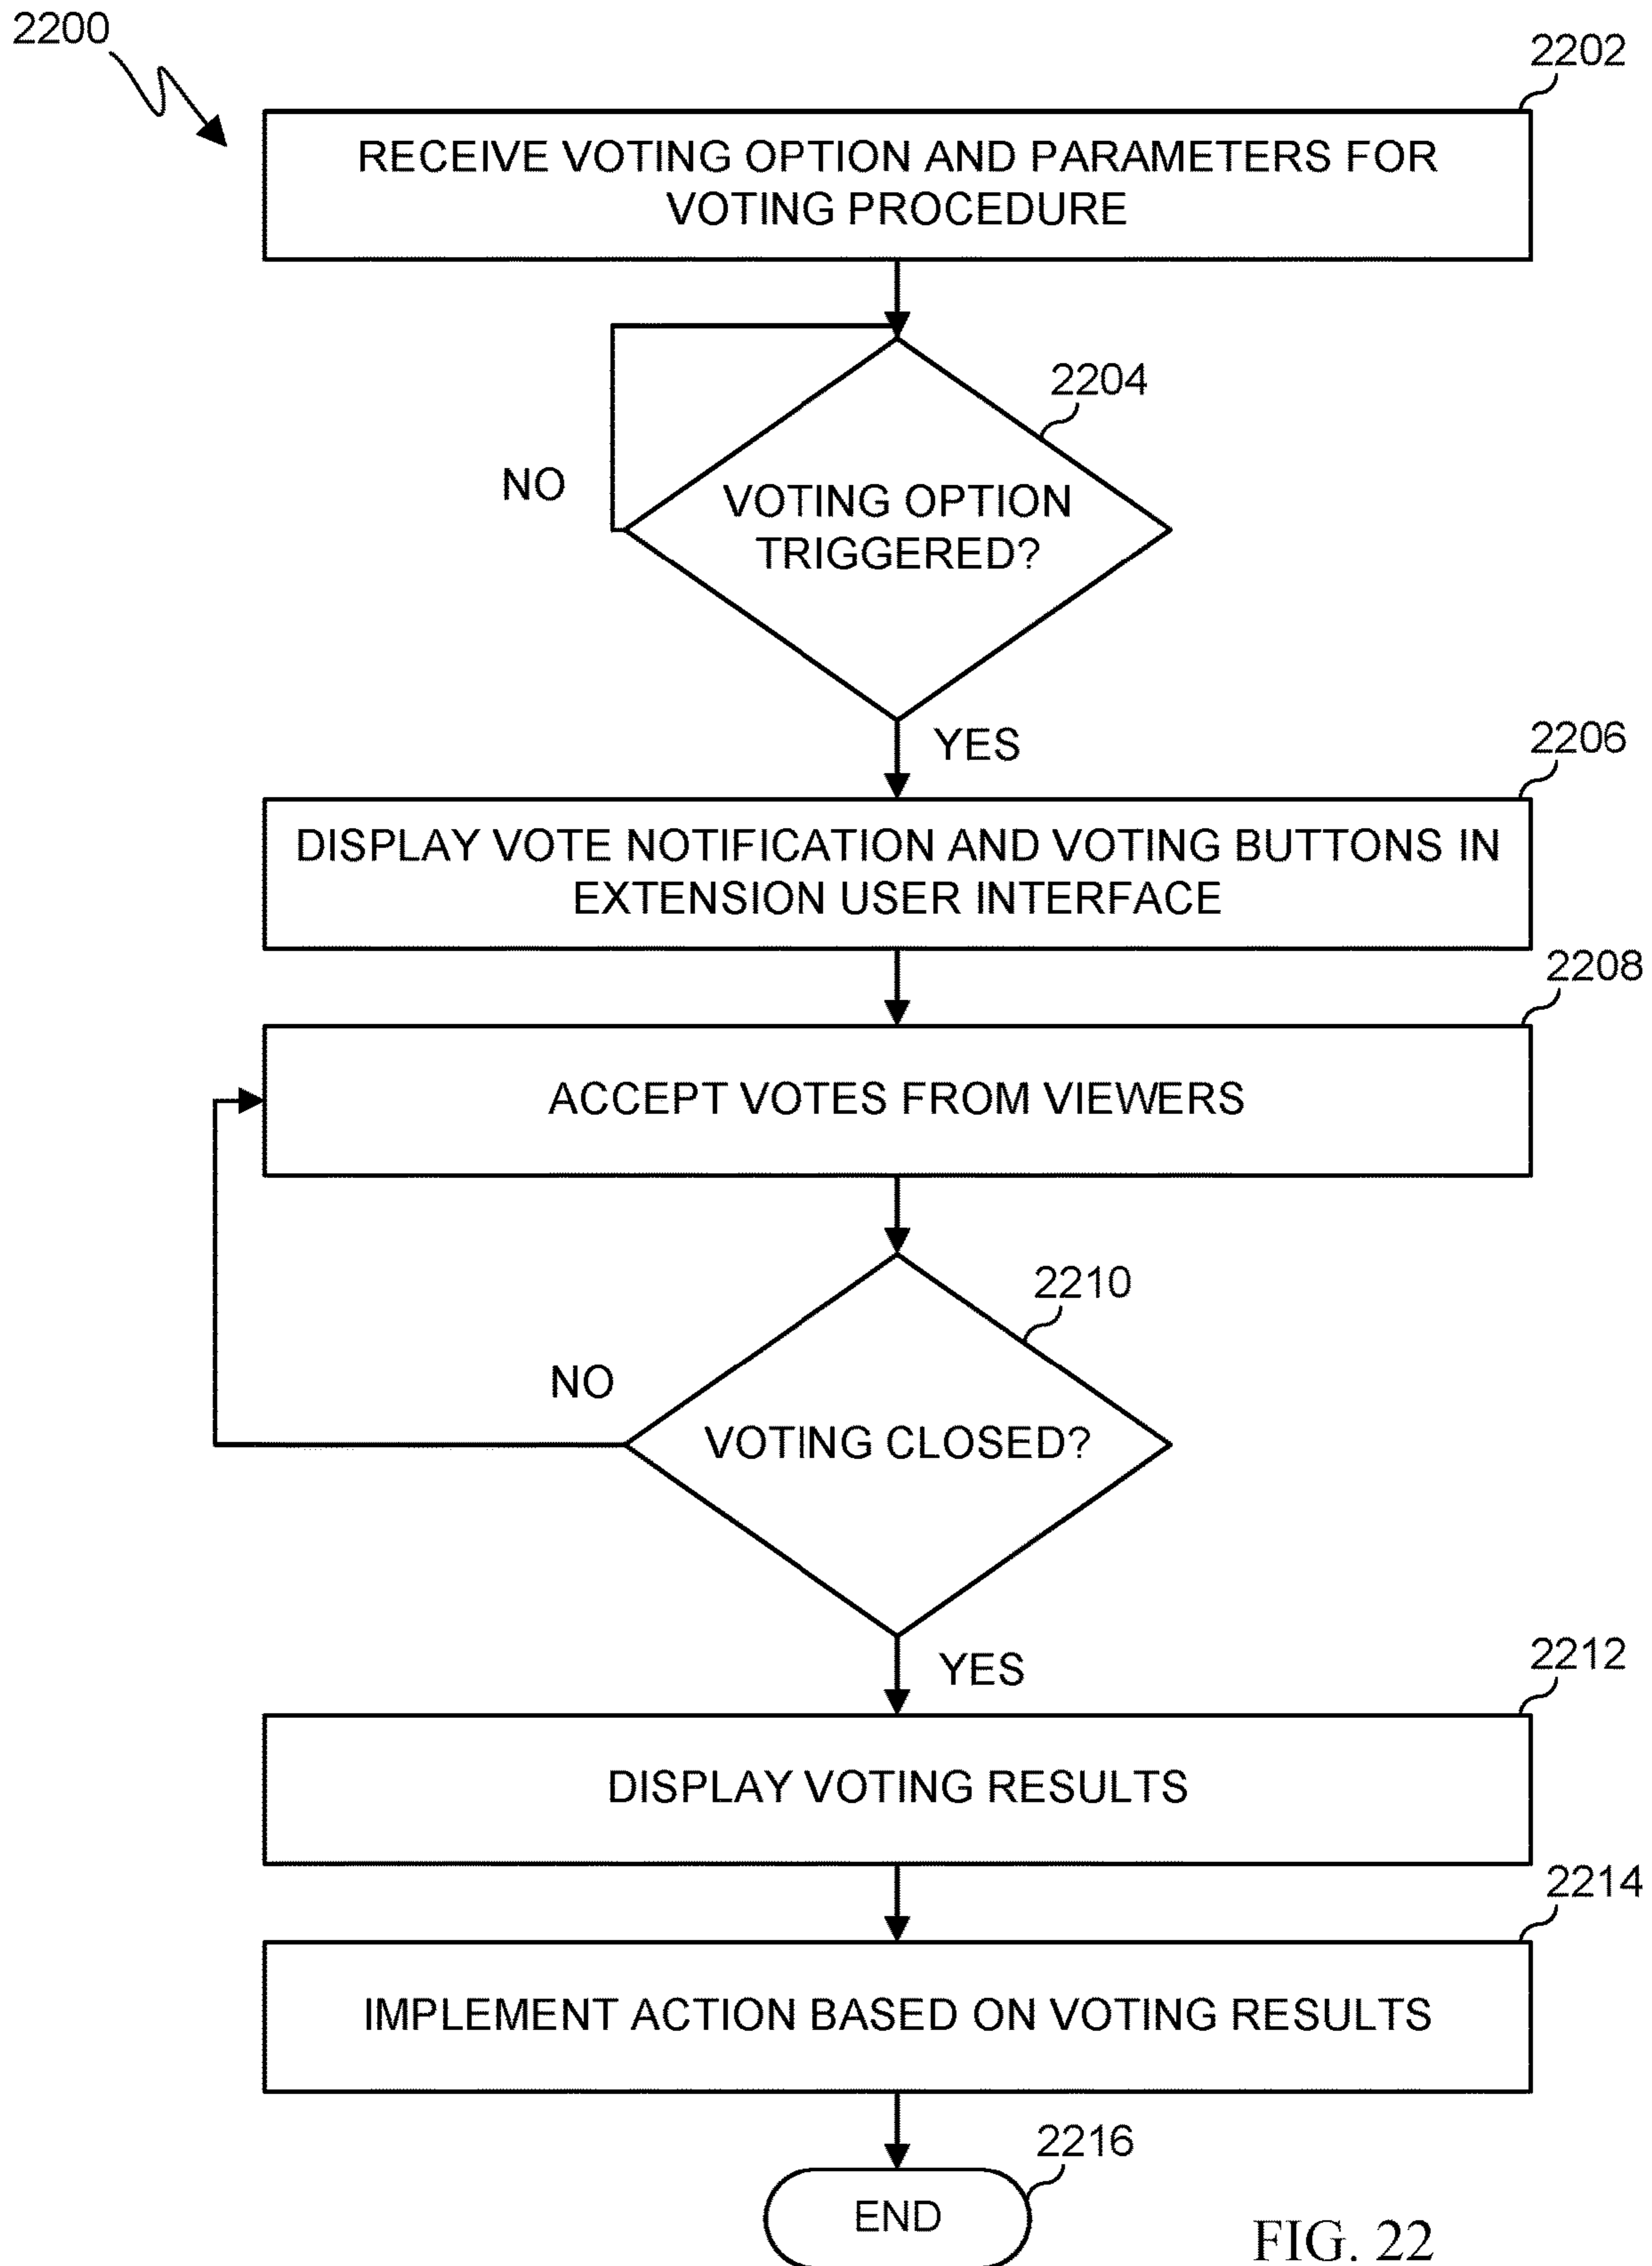 2200
2202
RECEIVE VOTING OPTION AND PARAMETERS FOR
VOTING PROCEDURE
2204
NO
VOTING OPTION
TRIGGERED?
YES
2206
DISPLAY VOTE NOTIFICATION AND VOTING BUTTONS IN
EXTENSION USER INTERFACE
2208
ACCEPT VOTES FROM VIEWERS
2210
NO
VOTING CLOSED?
YES
2212
DISPLAY VOTING RESULTS
2214
IMPLEMENT ACTION BASED ON VOTING RESULTS
2216
END
FIG. 22